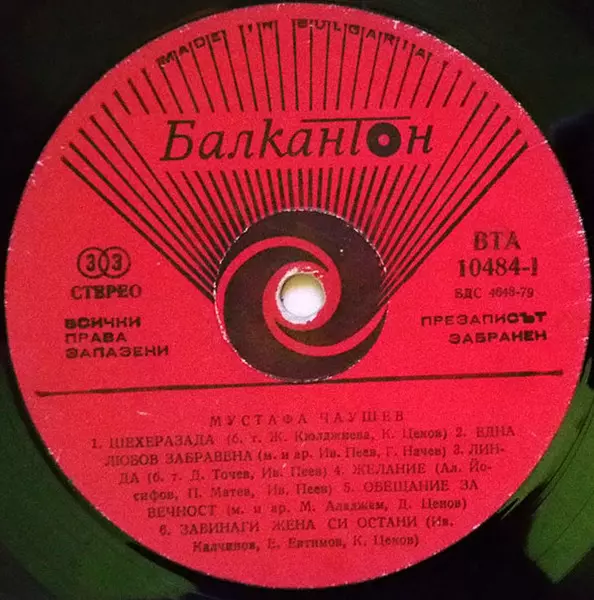 MADE IN BULGARIA
Балкантон
33
СТЕРЕО
ВТА
10484-I
БДС 4048-79
ВСИЧКИ
ПРАВА
ЗАПАЗЕНИ
ПРЕЗАПИСЪТ
ЗАБРАНЕН
МУСТАФА ЧАУШЕВ
1. ШЕХЕРАЗАДА (б. т. Ж. Кюлджиева, К. Ценов) 2. ЕДНА
ЛЮБОВ ЗАБРАВЕНА (м. и ар. Ив. Пеев, Г. Начев) 3. ЛИН-
ДА (б. т. Д. Точев, Ив. Пеев) 4. ЖЕЛАНИЕ (Ал. Йо-
сифов, П. Матев, Ив. Пеев) 5. ОБЕЩАНИЕ ЗА
ВЕЧНОСТ (м. и ар. М. Аладжем, Д. Ценов)
6. ЗАВИНАГИ ЖЕНА СИ ОСТАНИ (Ив.
Калчинов, Е. Евтимов, К. Ценов)